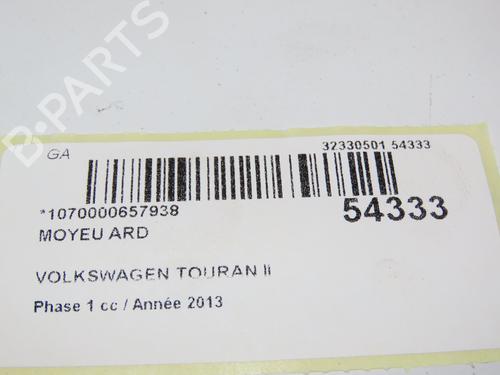 B-PARTS
GA
32330501 54333
*1070000657938
54333
MOYEU ARD
VOLKSWAGEN TOURAN II
Phase 1 cc / Année 2013